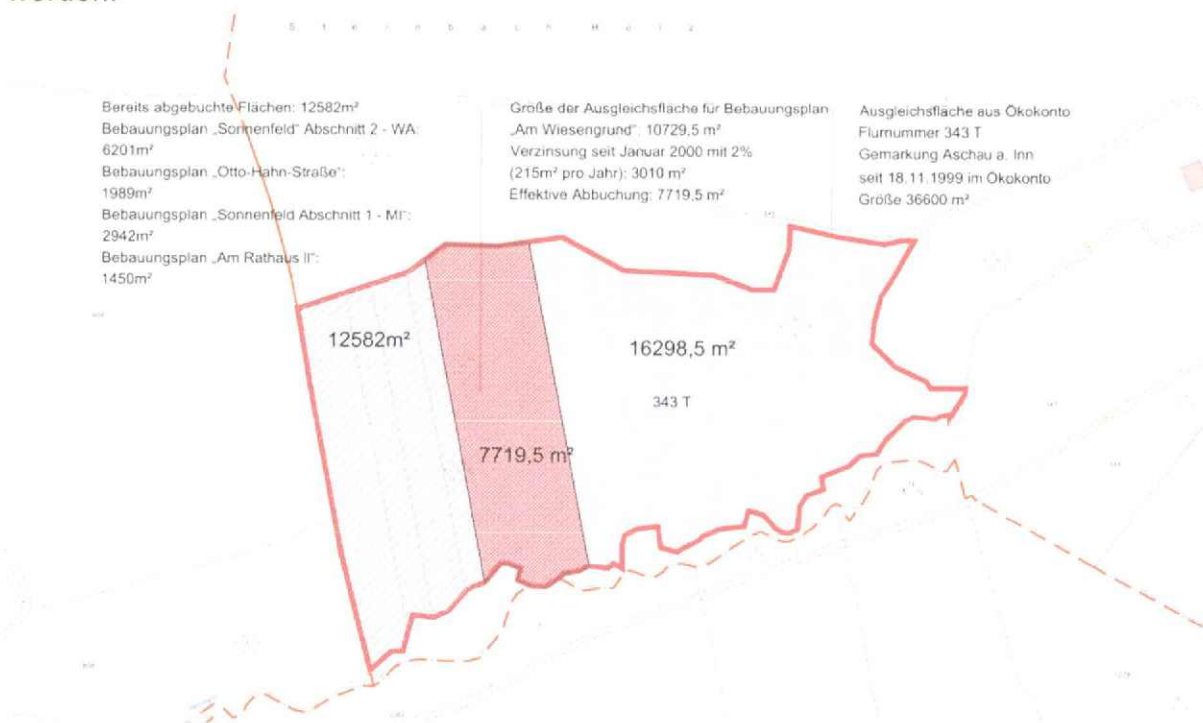 S t e i n b a c h H o l z
Bereits abgebuchte Flächen: 12582m²
Bebauungsplan „Sonnenfeld" Abschnitt 2 - WA:
6201m²
Bebauungsplan „Otto-Hahn-Straße":
1989m²
Bebauungsplan „Sonnenfeld Abschnitt 1 - MI":
2942m²
Bebauungsplan „Am Rathaus II":
1450m²
Größe der Ausgleichsfläche für Bebauungsplan
„Am Wiesengrund": 10729,5 m²
Verzinsung seit Januar 2000 mit 2%
(215m² pro Jahr): 3010 m²
Effektive Abbuchung: 7719,5 m²
Ausgleichsfläche aus Ökokonto
Flurnummer 343 T
Gemarkung Aschau a. Inn
seit 18.11.1999 im Ökokonto
Größe 36600 m²
12582m²
16298,5 m²
343 T
7719,5 m²